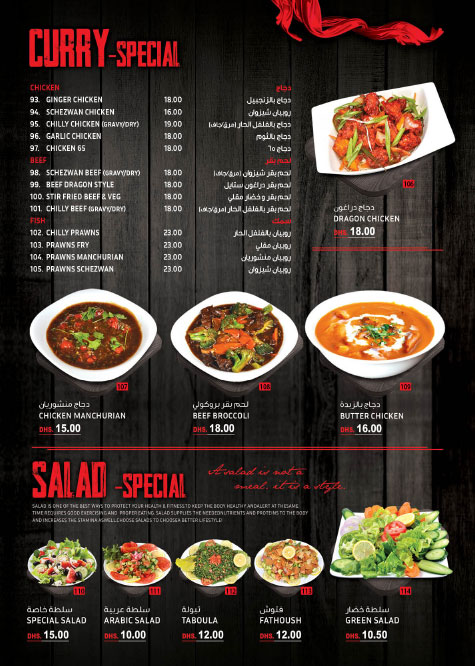 CURRY-SPECIAL
CHICKEN دجاج
93. GINGER CHICKEN 18.00 دجاج بالزنجبيل
94. SCHEZWAN CHICKEN 16.00 روبيان شيزوان
95. CHILLY CHICKEN (GRAVY/DRY) 19.00 دجاج بالفلفل الحار (مرق/جاف)
96. GARLIC CHICKEN 18.00 دجاج بالثوم
97. CHICKEN 65 18.00 دجاج ٦٥
BEEF لحم بقر
98. SCHEZWAN BEEF (GRAVY/DRY) 18.00 لحم بقر شيزوان (مرق/جاف)
99. BEEF DRAGON STYLE 18.00 لحم بقر دراغون ستايل
100. STIR FRIED BEEF & VEG 18.00 لحم بقر و خضار مقلي
101. CHILLY BEEF (GRAVY/DRY) 18.00 لحم بقر بالفلفل الحار (مرق/جاف)
FISH سمك
102. CHILLY PRAWNS 23.00 روبيان بالفلفل الحار
103. PRAWNS FRY 23.00 روبيان مقلي
104. PRAWNS MANCHURIAN 23.00 روبيان منشوريان
105. PRAWNS SCHEZWAN 23.00 روبيان شيزوان
106
دجاج دراغون
DRAGON CHICKEN
DHS. 18.00
107
دجاج منشوريان
CHICKEN MANCHURIAN
DHS. 15.00
108
لحم بقر بروكولي
BEEF BROCCOLI
DHS. 18.00
109
دجاج بالزبدة
BUTTER CHICKEN
DHS. 16.00
SALAD -SPECIAL
A salad is not a
meal, it is a style
SALAD IS ONE OF THE BEST WAYS TO PROTECT YOUR HEALTH & FITNESS TO KEEP THE BODY HEALTHY AND ALERT AT THE SAME.
TIME REQUIRES GOOD EXERCISING AND PROPER EATING. SALAD SUPPLIES THE NEEDED NUTRIENTS AND PROTEINS TO THE BODY
AND INCREASES THE STAMINA AS WELL. CHOOSE SALADS TO CHOOSE A BETTER LIFESTYLE!
110
سلطة خاصة
SPECIAL SALAD
DHS. 15.00
111
سلطة عربية
ARABIC SALAD
DHS. 10.00
112
تبولة
TABOULA
DHS. 12.00
113
فتوش
FATHOUSH
DHS. 12.00
114
سلطة خضار
GREEN SALAD
DHS. 10.50